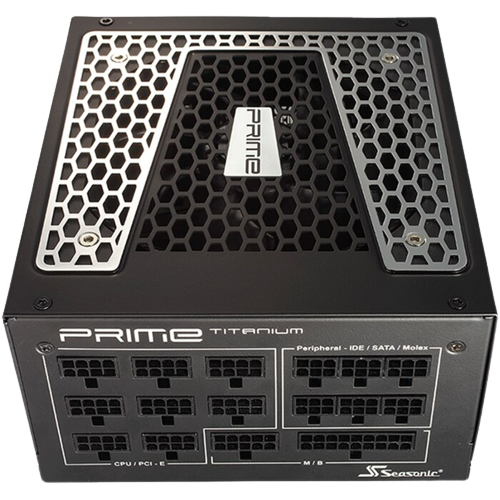 PRIME
PRIME TITANIUM
Peripheral - IDE / SATA / Molex
CPU / PCI - E
M / B
Seasonic®